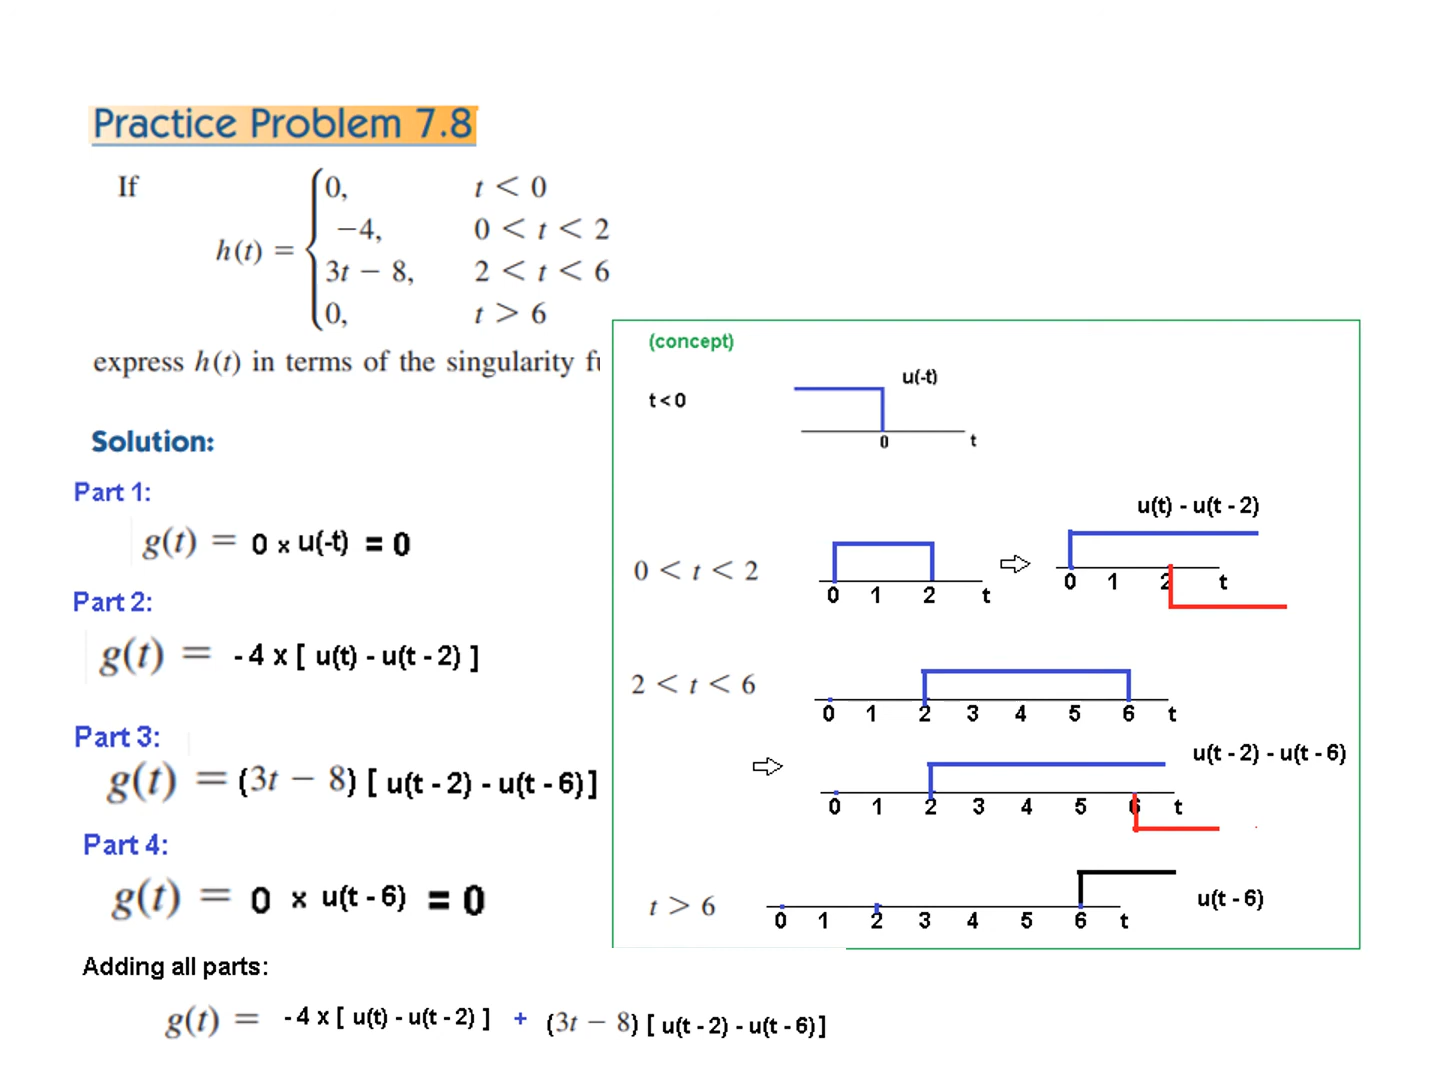 Practice Problem 7.8
If
h(t) =
0, t < 0
−4, 0 < t < 2
3t − 8, 2 < t < 6
0, t > 6
express h(t) in terms of the singularity
Solution:
Part 1:
g(t) = 0 x u(-t) = 0
Part 2:
g(t) = - 4 x [ u(t) - u(t - 2) ]
Part 3:
g(t) = (3t − 8) [ u(t - 2) - u(t - 6)]
Part 4:
g(t) = 0 x u(t - 6) = 0
Adding all parts:
g(t) = - 4 x [ u(t) - u(t - 2) ] + (3t − 8) [ u(t - 2) - u(t - 6)]
(concept)
t < 0
u(-t)
0 t
u(t) - u(t - 2)
0 < t < 2
0 1 2 t
0 1 2 t
2 < t < 6
0 1 2 3 4 5 6 t
u(t - 2) - u(t - 6)
0 1 2 3 4 5 6 t
t > 6
u(t - 6)
0 1 2 3 4 5 6 t